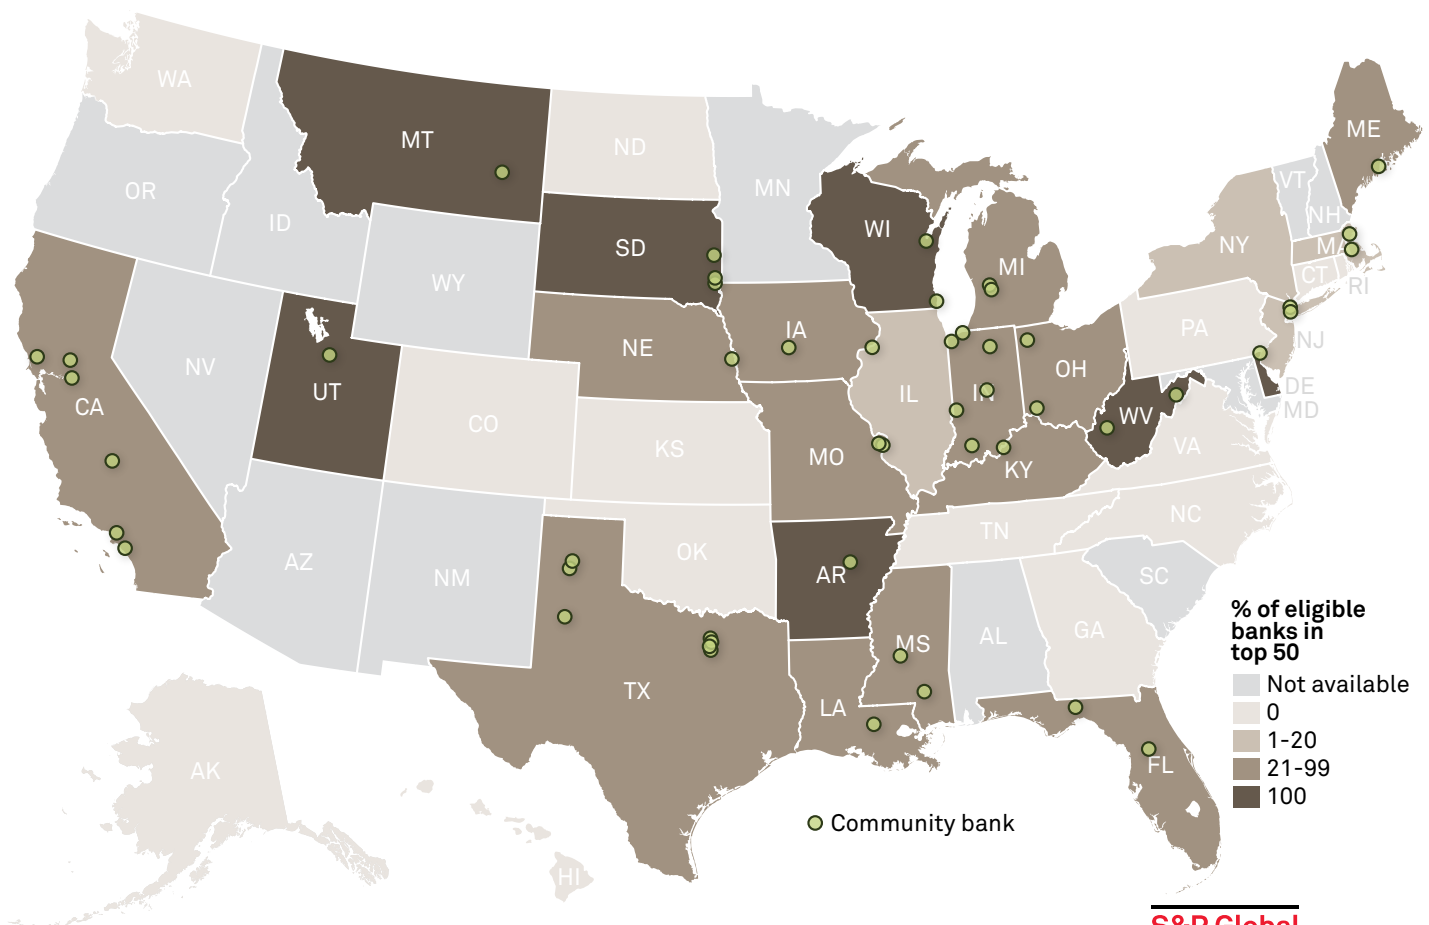 WA
MT
ND
MN
ME
VT
NH
OR
ID
SD
WI
MI
NY
MA
CT
RI
WY
NV
UT
NE
IA
PA
NJ
CA
CO
KS
MO
IL
IN
OH
WV
DE
MD
VA
KY
AZ
NM
OK
AR
TN
NC
SC
TX
LA
MS
AL
GA
FL
AK
HI
% of eligible
banks in
top 50
Not available
0
1-20
21-99
100
Community bank
S&P Global